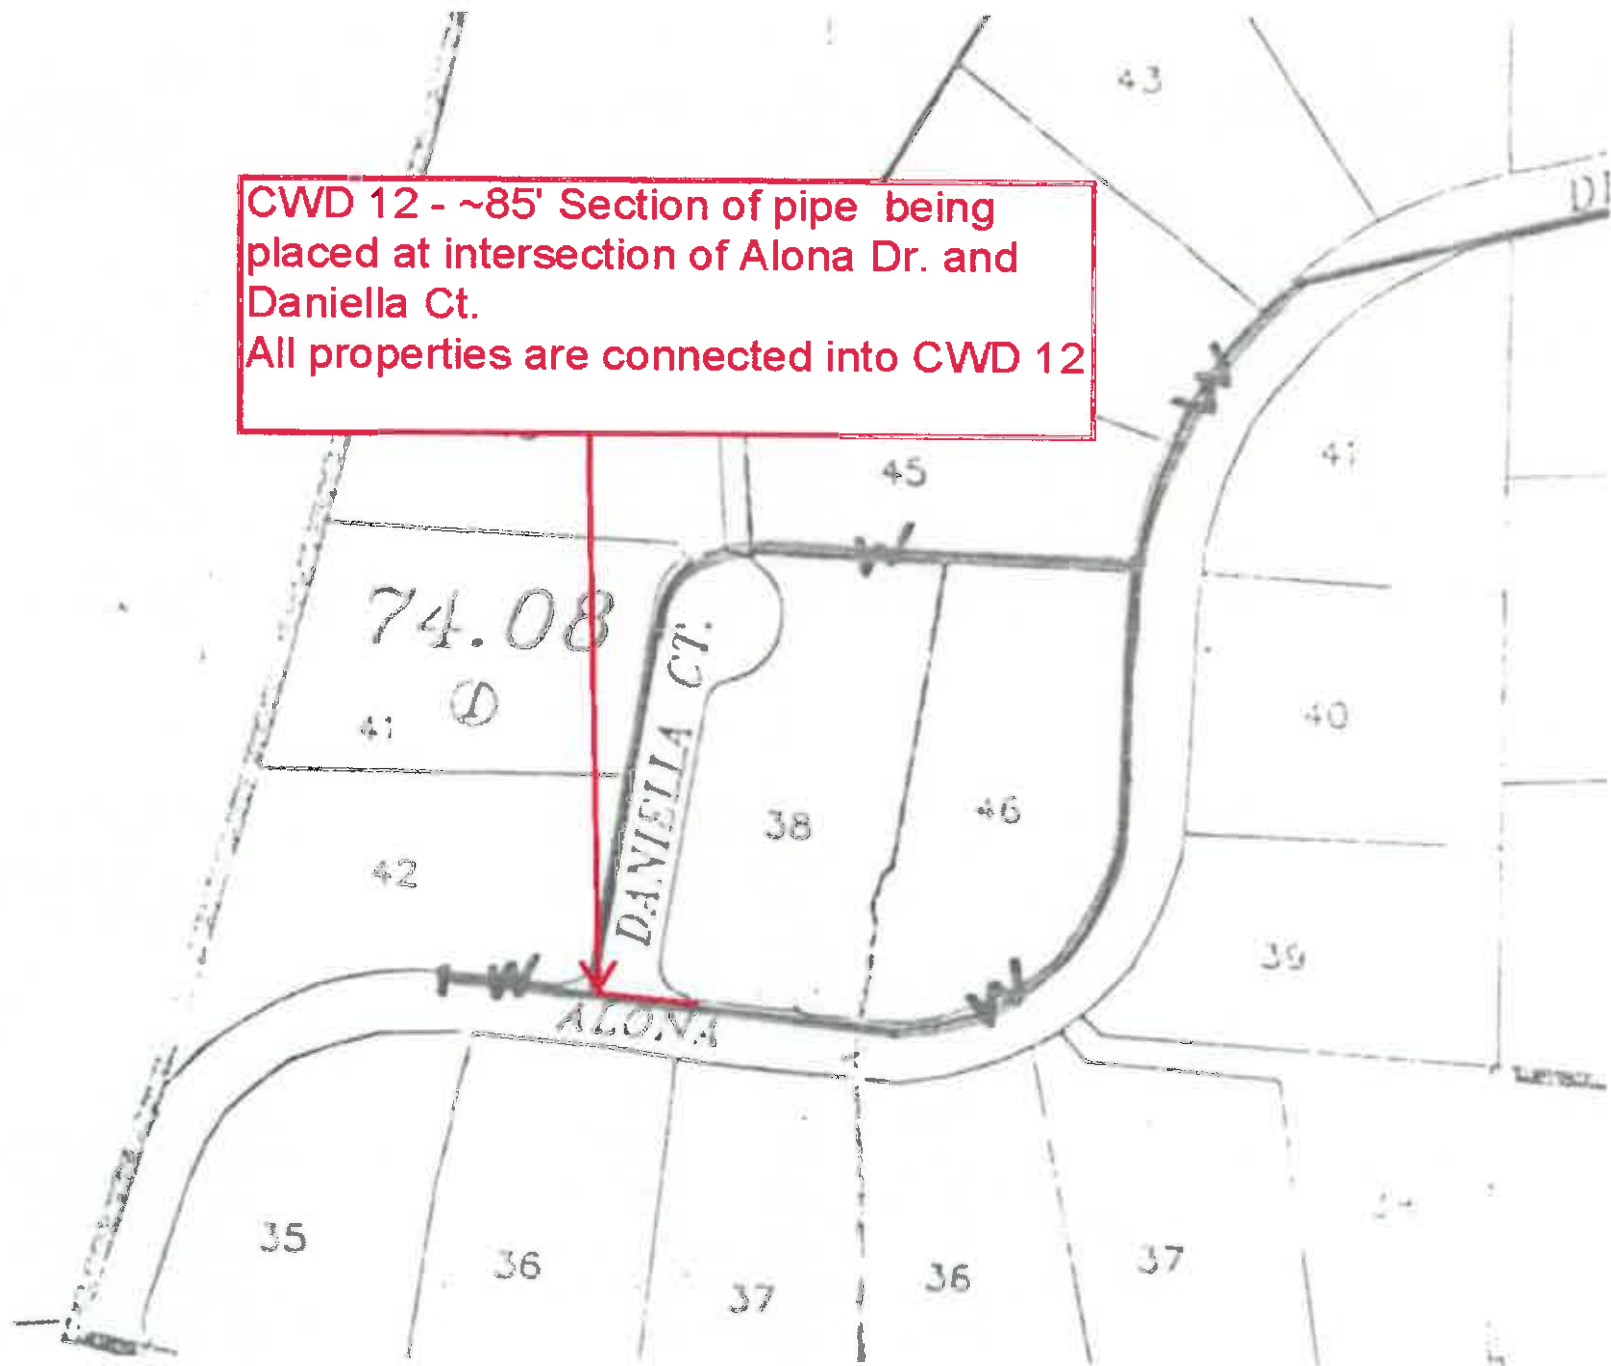 43
DR
CWD 12 - ~85' Section of pipe being
placed at intersection of Alona Dr. and
Daniella Ct.
All properties are connected into CWD 12
45
41
W
W
74.08
1
41
DANIELLA CT.
40
38
46
42
39
W
W
ALONA
35
36
37
36
37